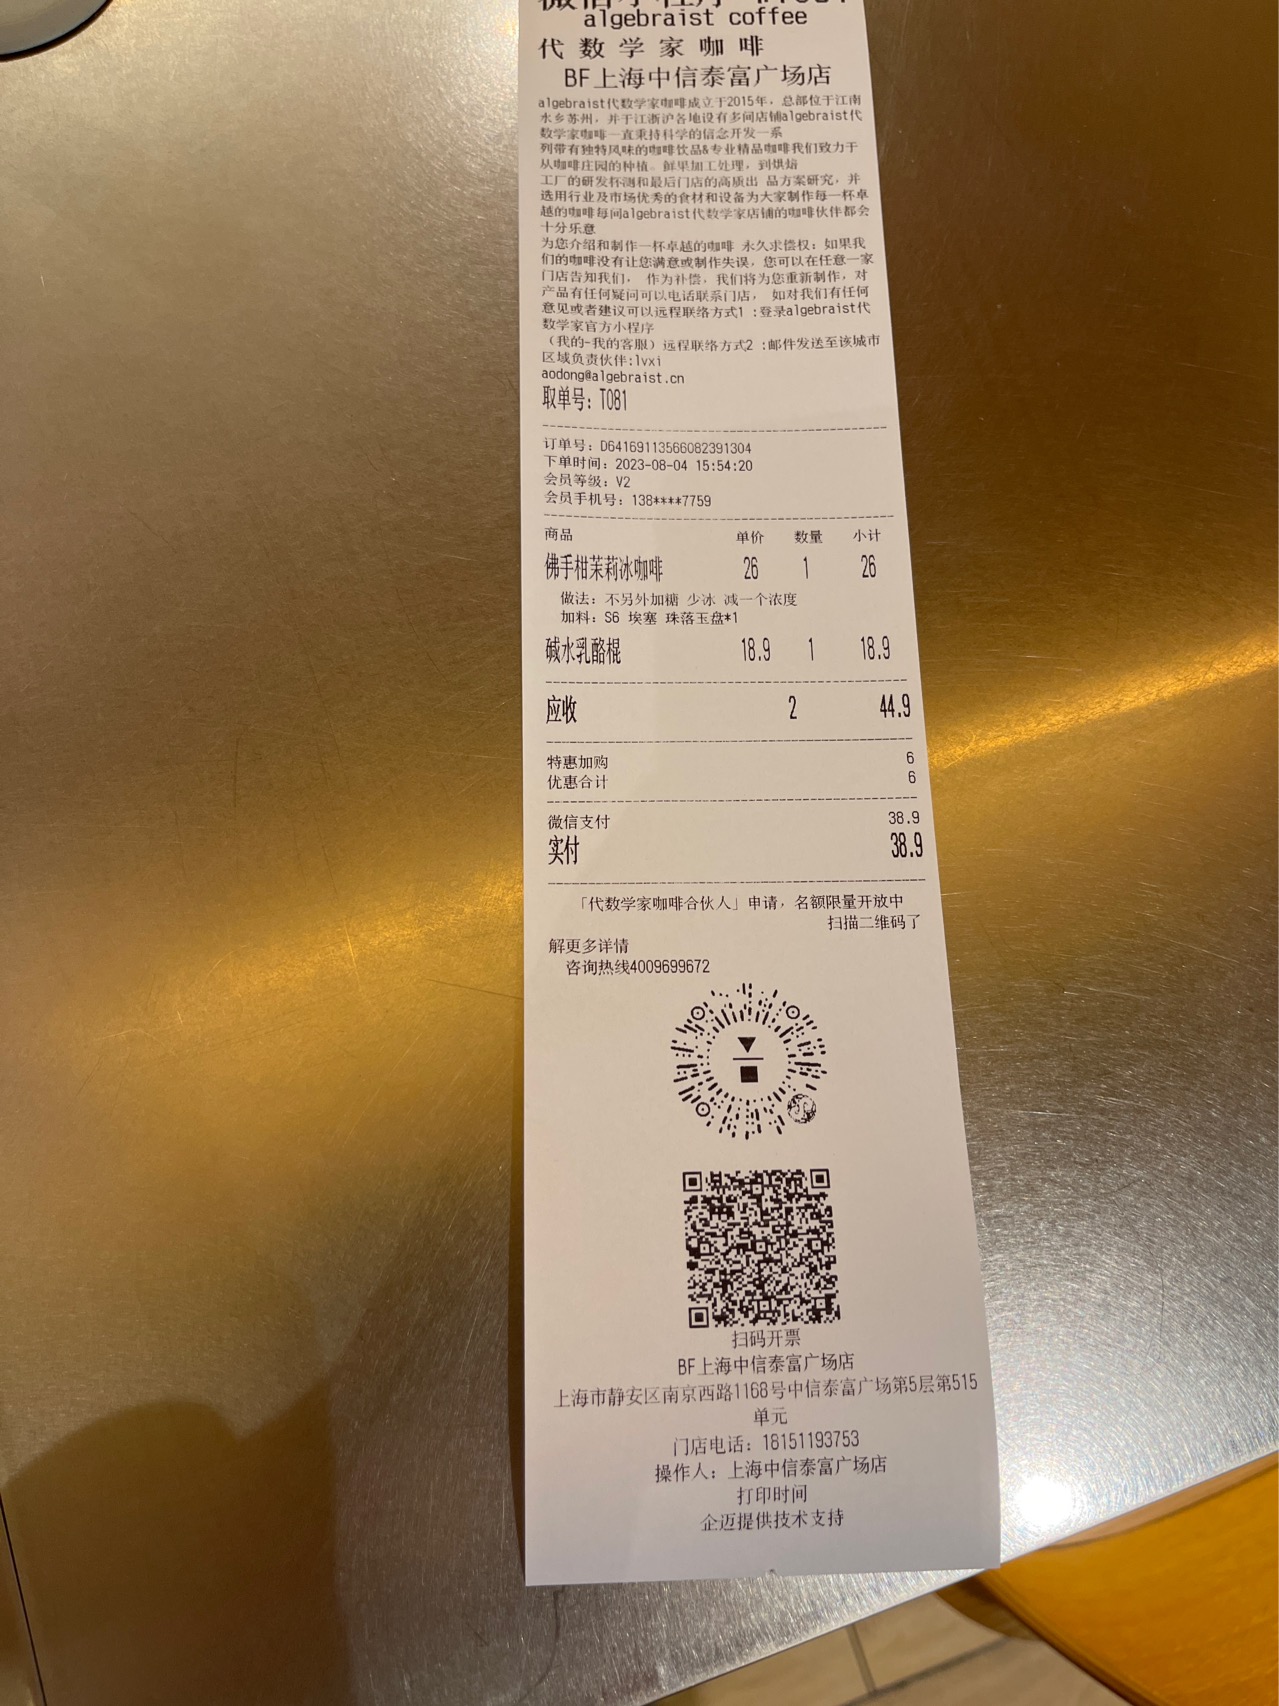 algebraist coffee
代 数 学 家 咖 啡
BF上海中信泰富广场店
algebraist代数学家咖啡成立于2015年，总部位于江南
水乡苏州，并于江浙沪各地设有多间店铺algebraist代
数学家咖啡一直秉持科学的信念开发一系
列带有独特风味的咖啡饮品&专业精品咖啡我们致力于
从咖啡庄园的种植。鲜果加工处理，到烘焙
工厂的研发杯测和最后门店的高质出 品方案研究，并
选用行业及市场优秀的食材和设备为大家制作每一杯卓
越的咖啡每间algebraist代数学家店铺的咖啡伙伴都会
十分乐意
为您介绍和制作一杯卓越的咖啡 永久求偿权：如果我
们的咖啡没有让您满意或制作失误，您可以在任意一家
门店告知我们， 作为补偿，我们将为您重新制作，对
产品有任何疑问可以电话联系门店， 如对我们有任何
意见或者建议可以远程联络方式1 :登录algebraist代
数学家官方小程序
（我的-我的客服）远程联络方式2 :邮件发送至该城市
区域负责伙伴:lvxi
aodong@algebraist.cn
取单号：T081
订单号：D64169113566082391304
下单时间：2023-08-04 15:54:20
会员等级：V2
会员手机号：138****7759
商品 单价 数量 小计
佛手柑茉莉冰咖啡 26 1 26
做法：不另外加糖 少冰 减一个浓度
加料：S6 埃塞 珠落玉盘*1
碱水乳酪棍 18.9 1 18.9
应收 2 44.9
特惠加购 6
优惠合计 6
微信支付 38.9
实付 38.9
「代数学家咖啡合伙人」申请，名额限量开放中
扫描二维码了
解更多详情
咨询热线4009699672
扫码开票
BF上海中信泰富广场店
上海市静安区南京西路1168号中信泰富广场第5层第515
单元
门店电话：18151193753
操作人：上海中信泰富广场店
打印时间
企迈提供技术支持